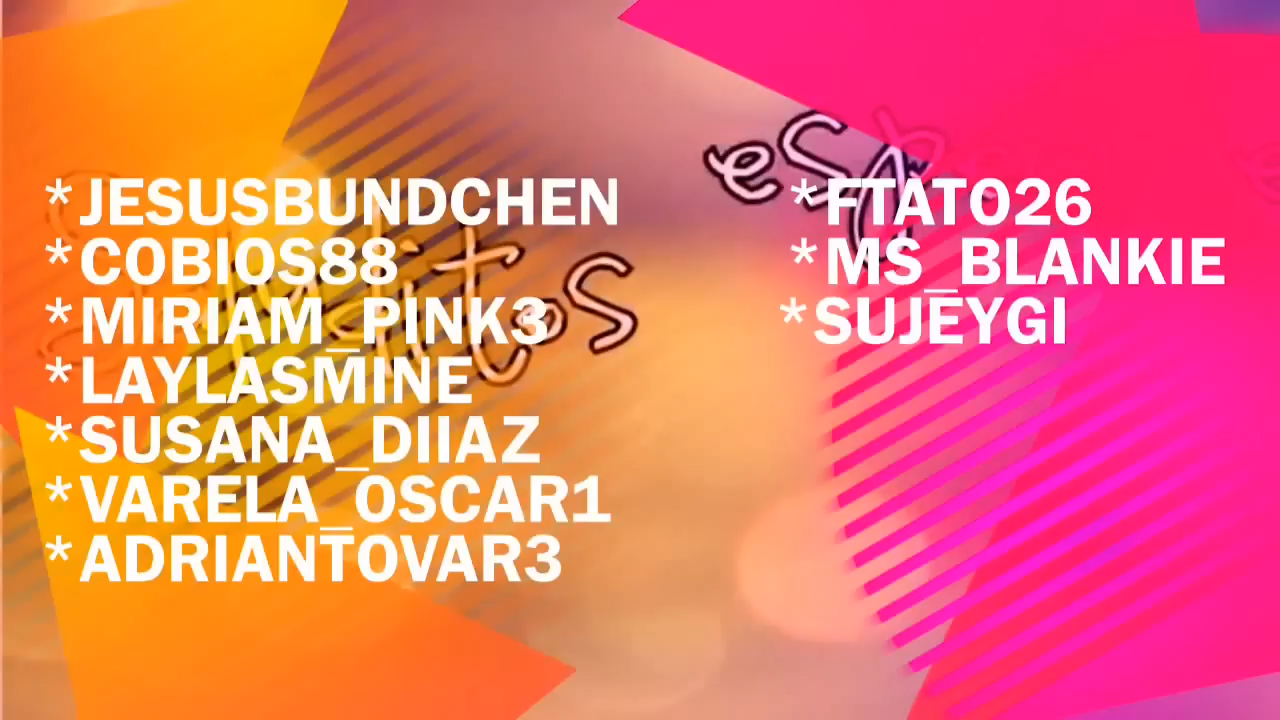 *JESUSBUNDCHEN
*COBIOS88
*MIRIAM_PINK3
*LAYLASMINE
*SUSANA_DIIAZ
*VARELA_OSCAR1
*ADRIANTOVAR3
*FTATO26
*MS_BLANKIE
*SUJEYGI